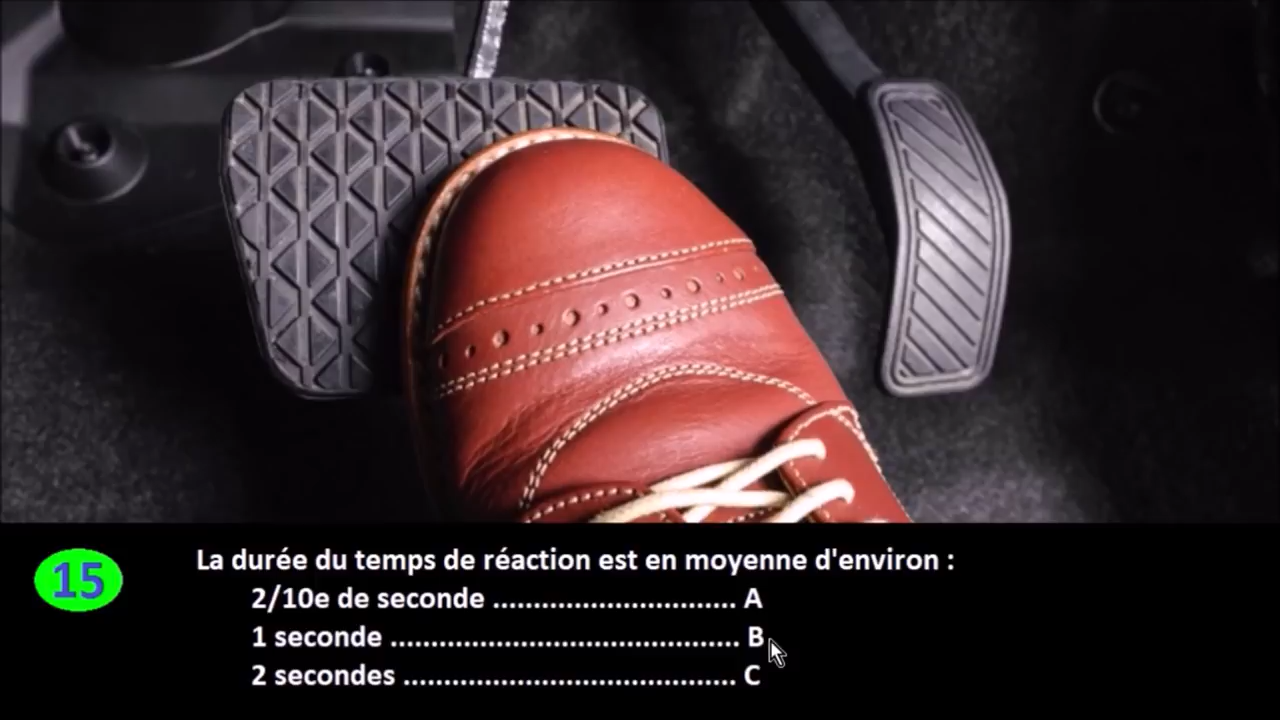 15
La durée du temps de réaction est en moyenne d'environ :
2/10e de seconde .............................. A
1 seconde ........................................... B
2 secondes ......................................... C